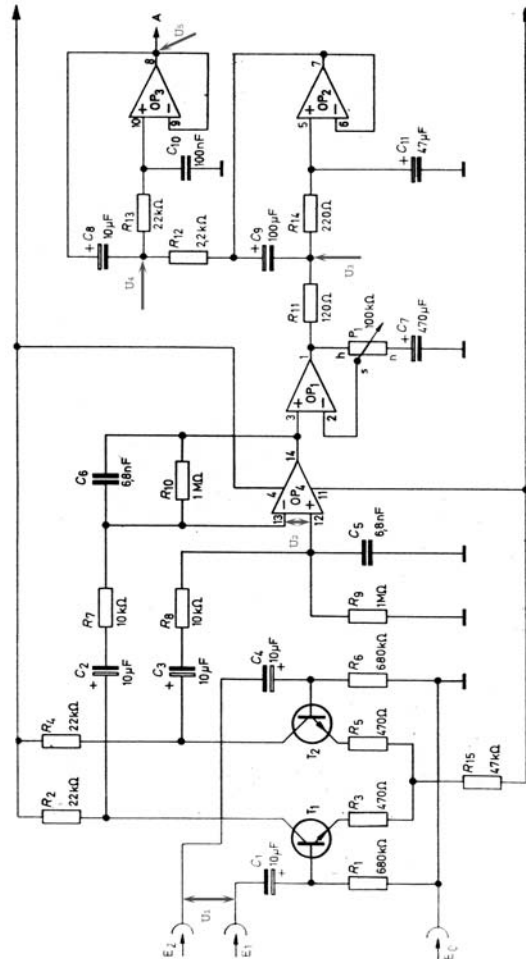 A
U5
8
OP3
+
−
10
9
C10
100nF
+ C8
10µF
R13
22kΩ
U4
R12
2,2kΩ
7
OP2
+
−
5
6
C11
+
47µF
R14
220Ω
+ C9
100µF
U3
R11
120Ω
1
h
P1
100kΩ
s
n
+ C7
470µF
OP1
+
−
3
2
C6
6,8nF
R10
1MΩ
14
4
OP4
11
−
+
13
12
U2
C5
6,8nF
R7
10kΩ
R8
10kΩ
R9
1MΩ
C2
+
10µF
C3
+
10µF
C4
10µF
+
R6
680kΩ
R4
22kΩ
R2
22kΩ
T2
R5
470Ω
T1
R3
470Ω
R15
47kΩ
C1
10µF
+
R1
680kΩ
U1
E2
E1